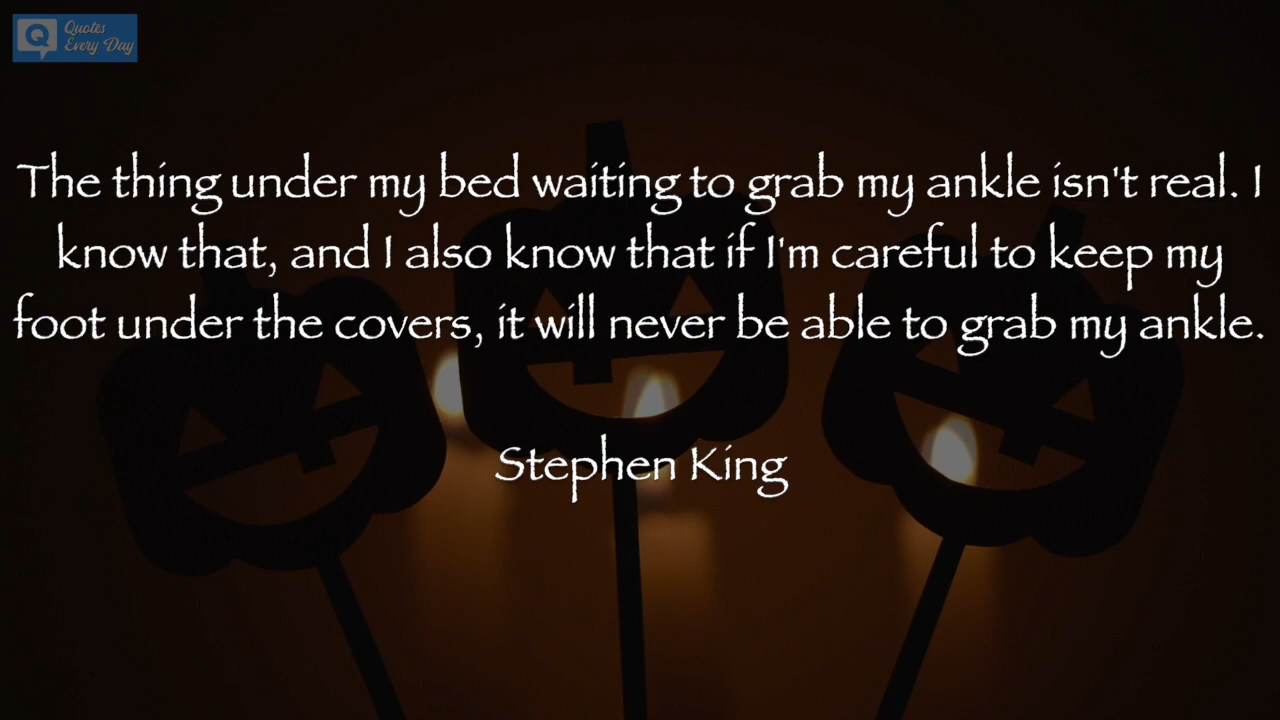 Quotes
Every Day
The thing under my bed waiting to grab my ankle isn't real. I
know that, and I also know that if I'm careful to keep my
foot under the covers, it will never be able to grab my ankle.
Stephen King